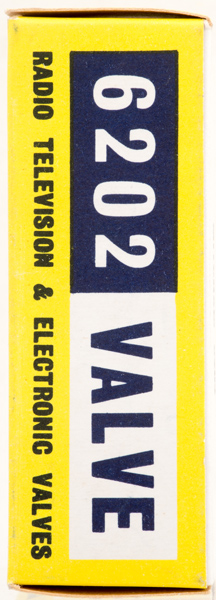 6202 VALVE
RADIO TELEVISION & ELECTRONIC VALVES